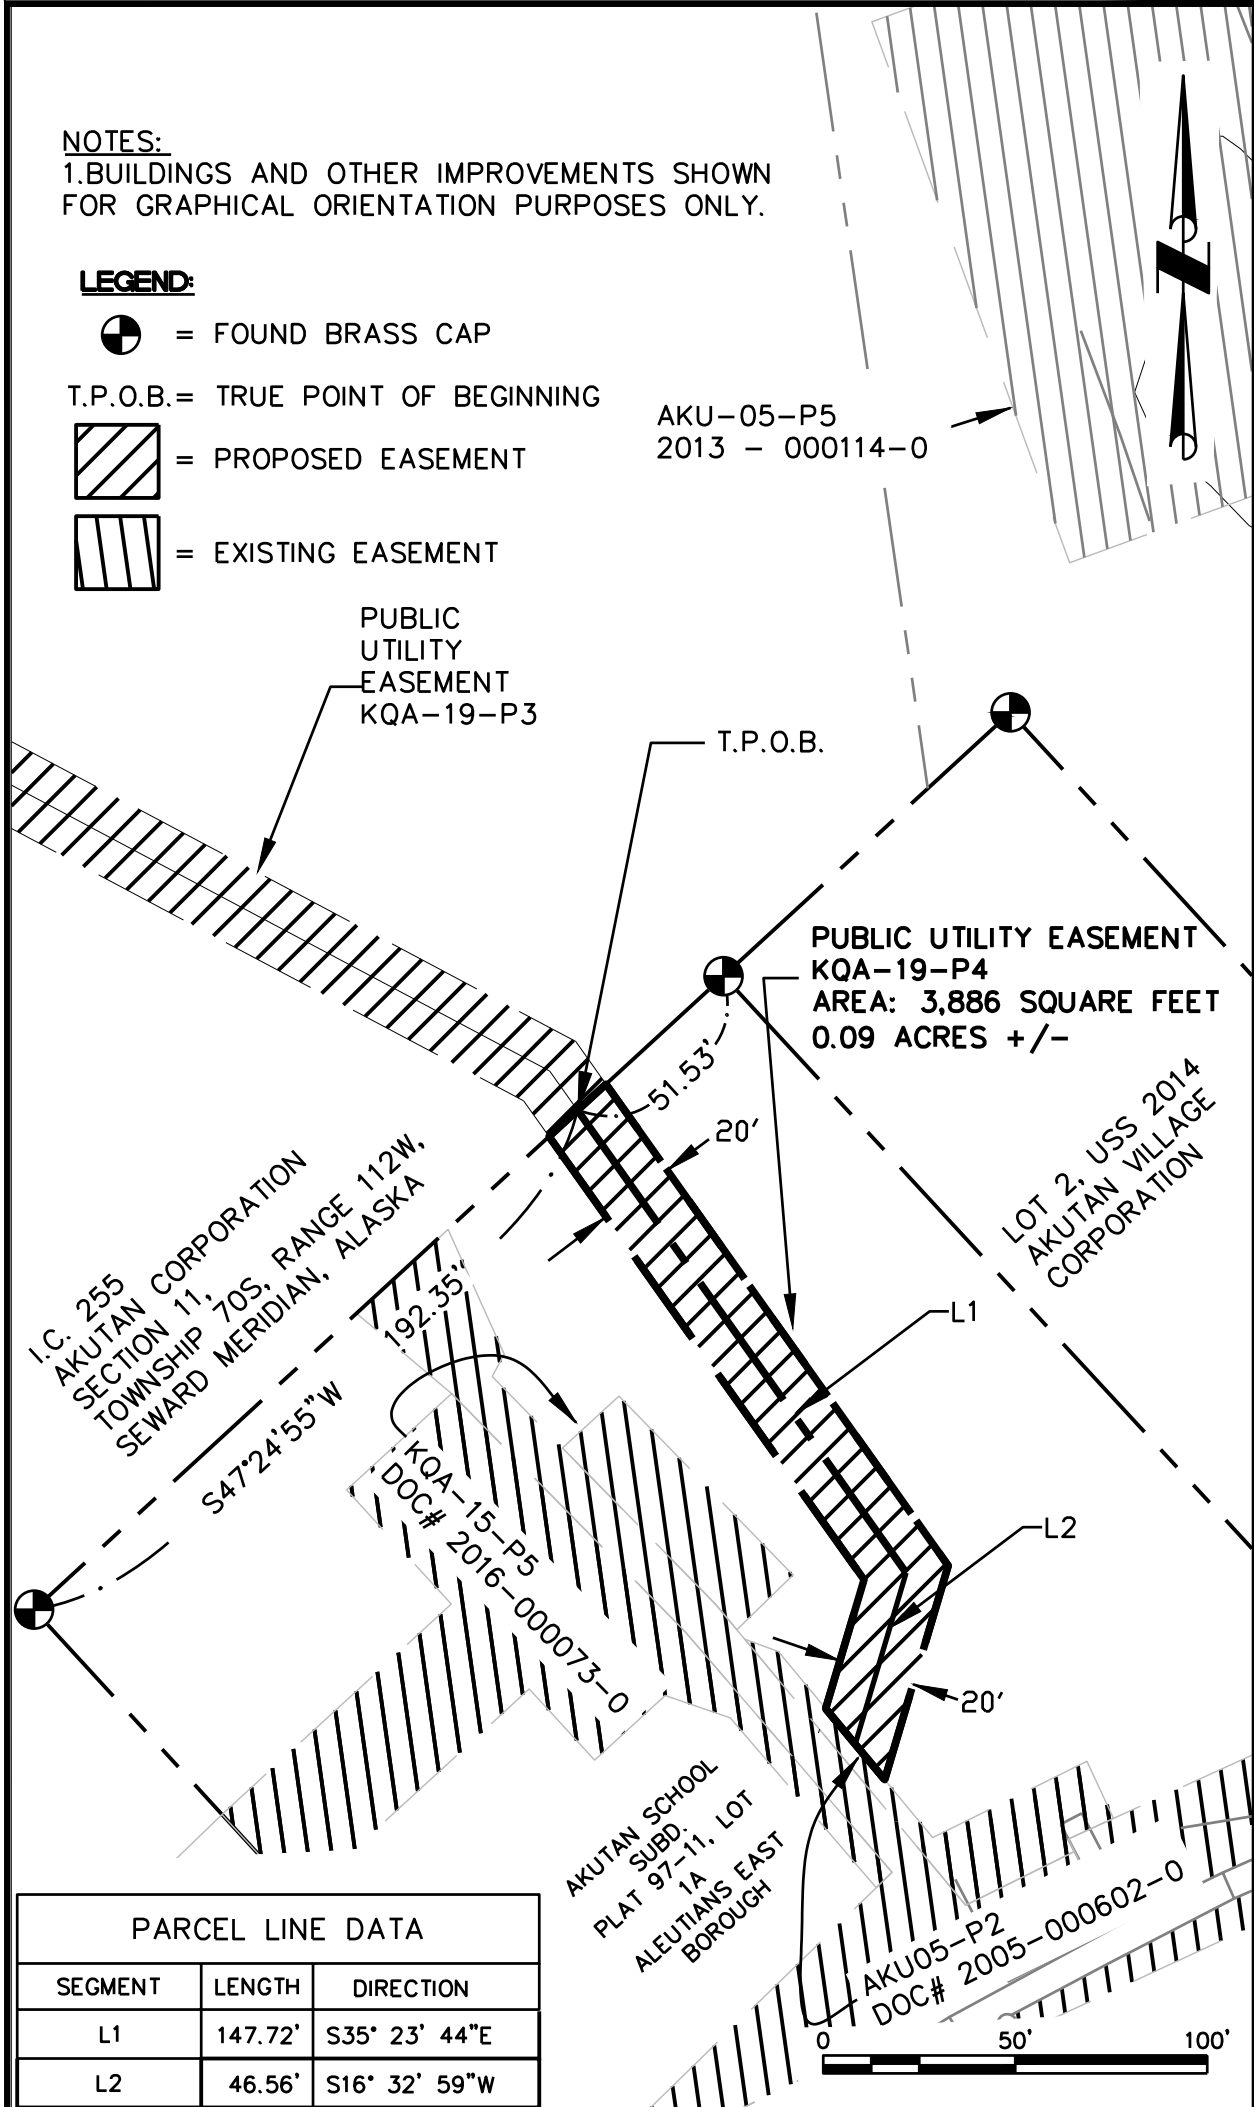 NOTES:
1.BUILDINGS AND OTHER IMPROVEMENTS SHOWN
FOR GRAPHICAL ORIENTATION PURPOSES ONLY.
LEGEND:
= FOUND BRASS CAP
T.P.O.B.= TRUE POINT OF BEGINNING
= PROPOSED EASEMENT
= EXISTING EASEMENT
N
AKU-05-P5
2013 - 000114-0
PUBLIC
UTILITY
EASEMENT
KQA-19-P3
T.P.O.B.
PUBLIC UTILITY EASEMENT
KQA-19-P4
AREA: 3,886 SQUARE FEET
0.09 ACRES +/-
51.53'
20'
LOT 2, USS 2014
AKUTAN VILLAGE
CORPORATION
I.C. 255
AKUTAN CORPORATION
SECTION 11,
TOWNSHIP 70S, RANGE 112W,
SEWARD MERIDIAN, ALASKA
192.35'
S47°24'55"W
L1
KQA-15-P5
DOC# 2016-000073-0
L2
20'
AKUTAN SCHOOL
SUBD.
PLAT 97-11, LOT
1A
ALEUTIANS EAST
BOROUGH
AKU05-P2
DOC# 2005-000602-0
PARCEL LINE DATA
SEGMENT LENGTH DIRECTION
L1 147.72' S35° 23' 44"E
L2 46.56' S16° 32' 59"W
0 50' 100'